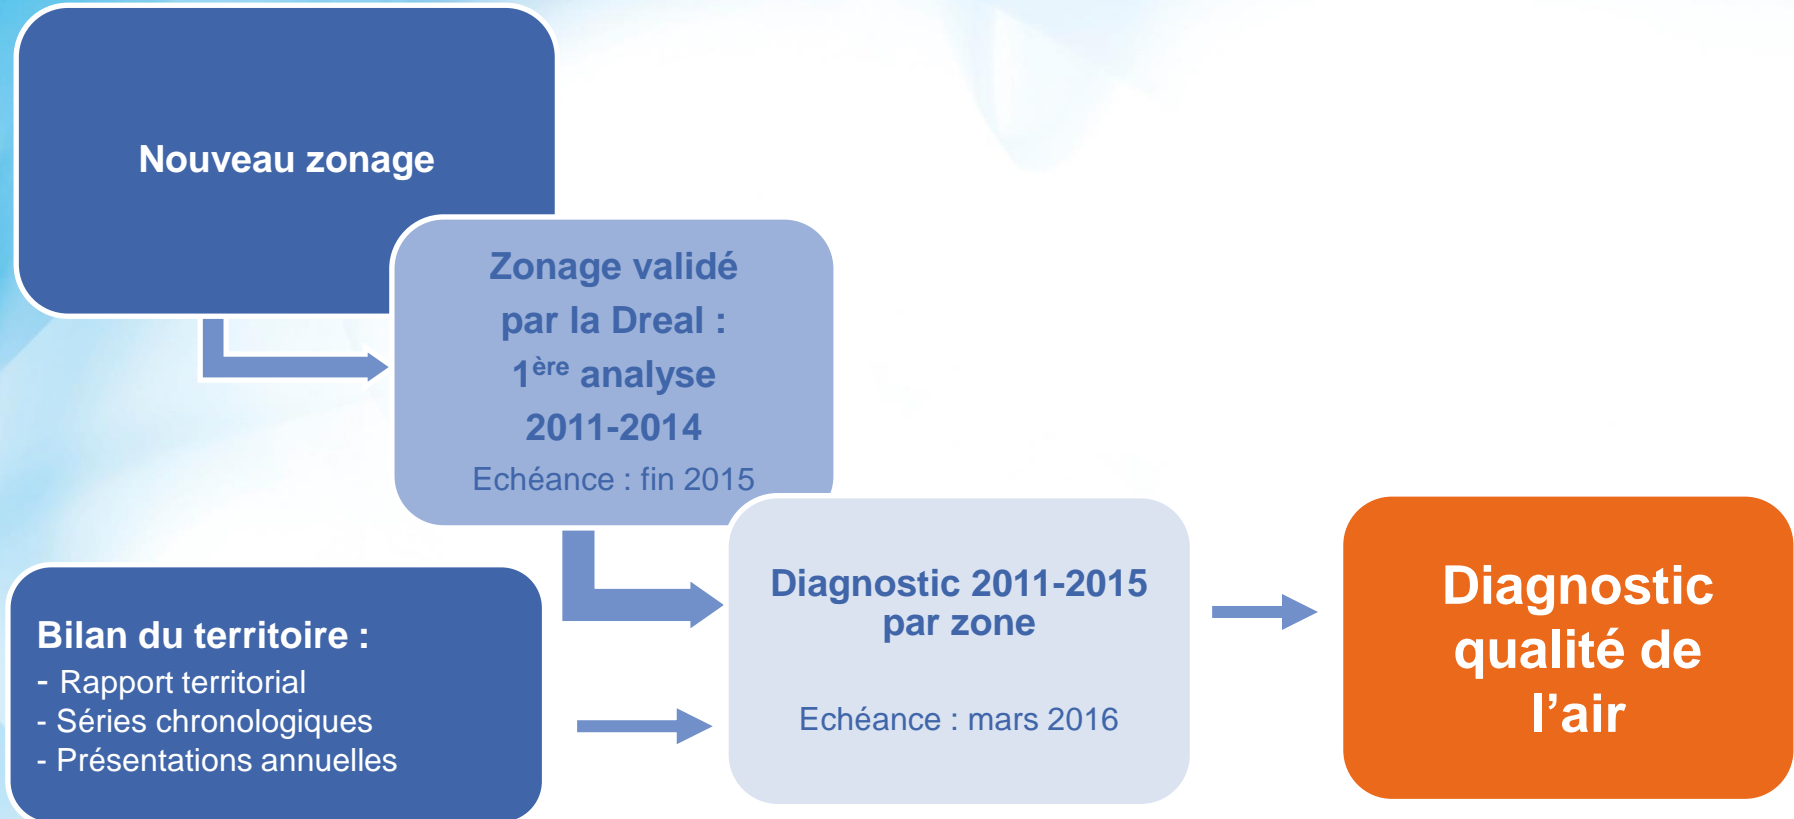 Nouveau zonage
Zonage validé
par la Dreal :
1ère analyse
2011-2014
Echéance : fin 2015
Bilan du territoire :
- Rapport territorial
- Séries chronologiques
- Présentations annuelles
Diagnostic 2011-2015
par zone
Echéance : mars 2016
Diagnostic
qualité de
l’air